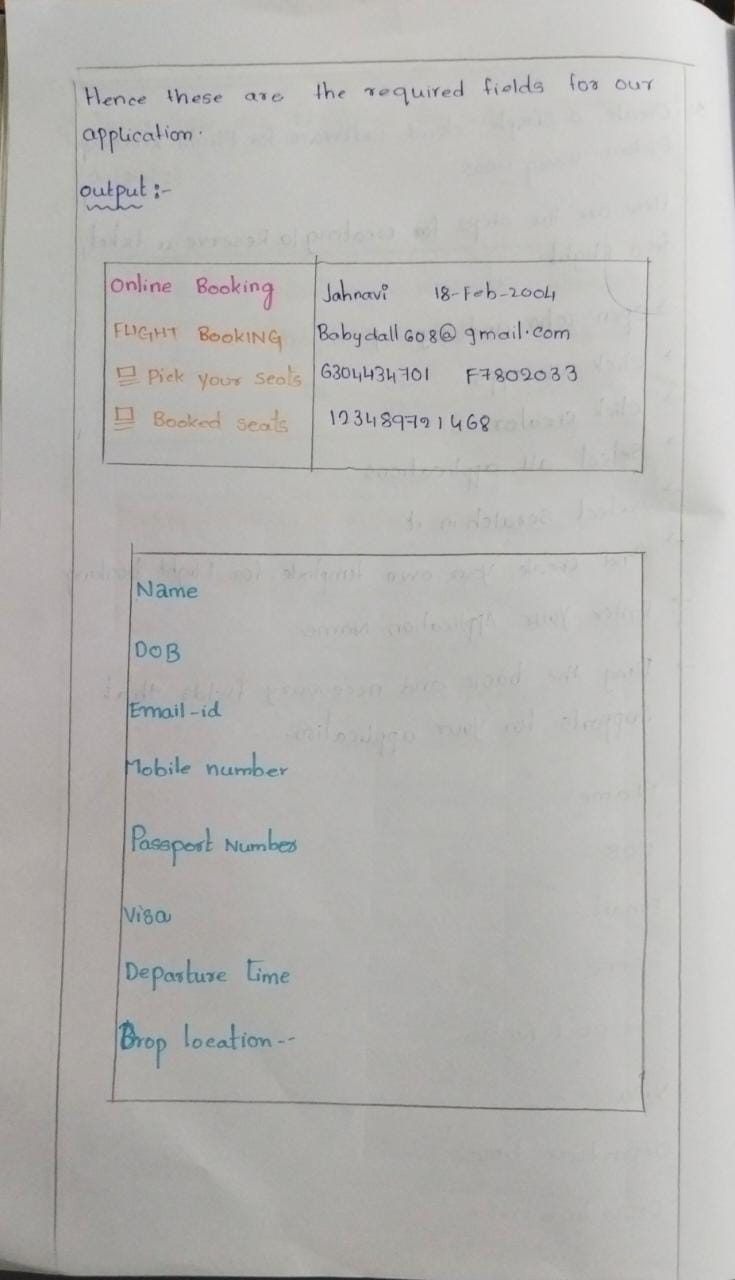 Hence these are the required fields for our
application.
output :-
Online Booking
FLIGHT BOOKING
Pick your seats
Booked seats
Jahnavi 18-Feb-2004
Babydall608@gmail.com
6304434701 F7802033
123489721468
Name
DOB
Email-id
Mobile number
Passport Number
Visa
Departure time
Drop location--